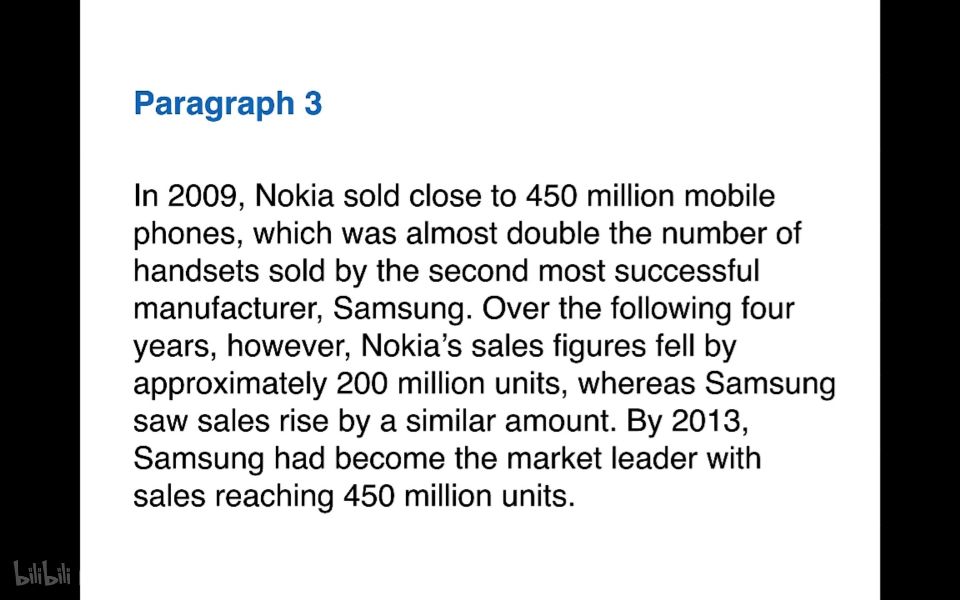 Paragraph 3
In 2009, Nokia sold close to 450 million mobile
phones, which was almost double the number of
handsets sold by the second most successful
manufacturer, Samsung. Over the following four
years, however, Nokia’s sales figures fell by
approximately 200 million units, whereas Samsung
saw sales rise by a similar amount. By 2013,
Samsung had become the market leader with
sales reaching 450 million units.
bilibili